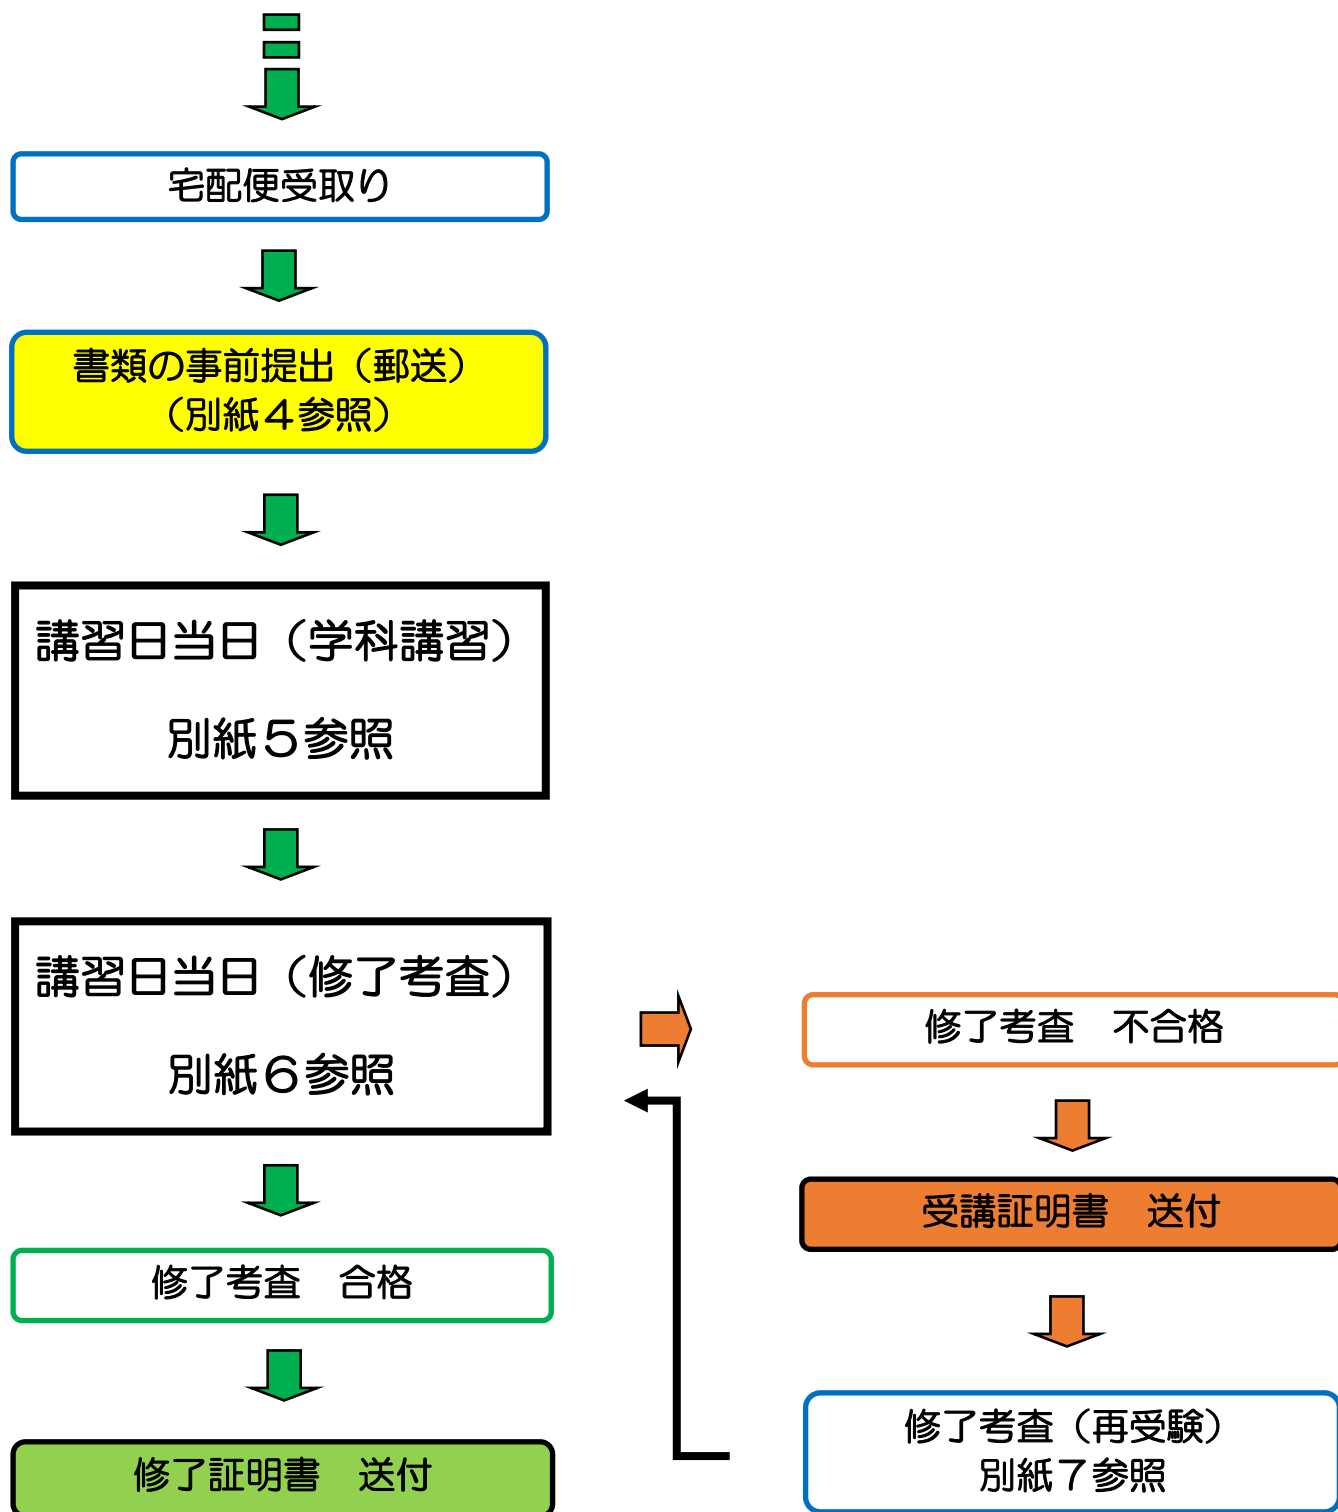 宅配便受取り
書類の事前提出（郵送）
（別紙４参照）
講習日当日（学科講習）
別紙５参照
講習日当日（修了考査）
別紙６参照
修了考査　合格
修了証明書　送付
修了考査　不合格
受講証明書　送付
修了考査（再受験）
別紙７参照